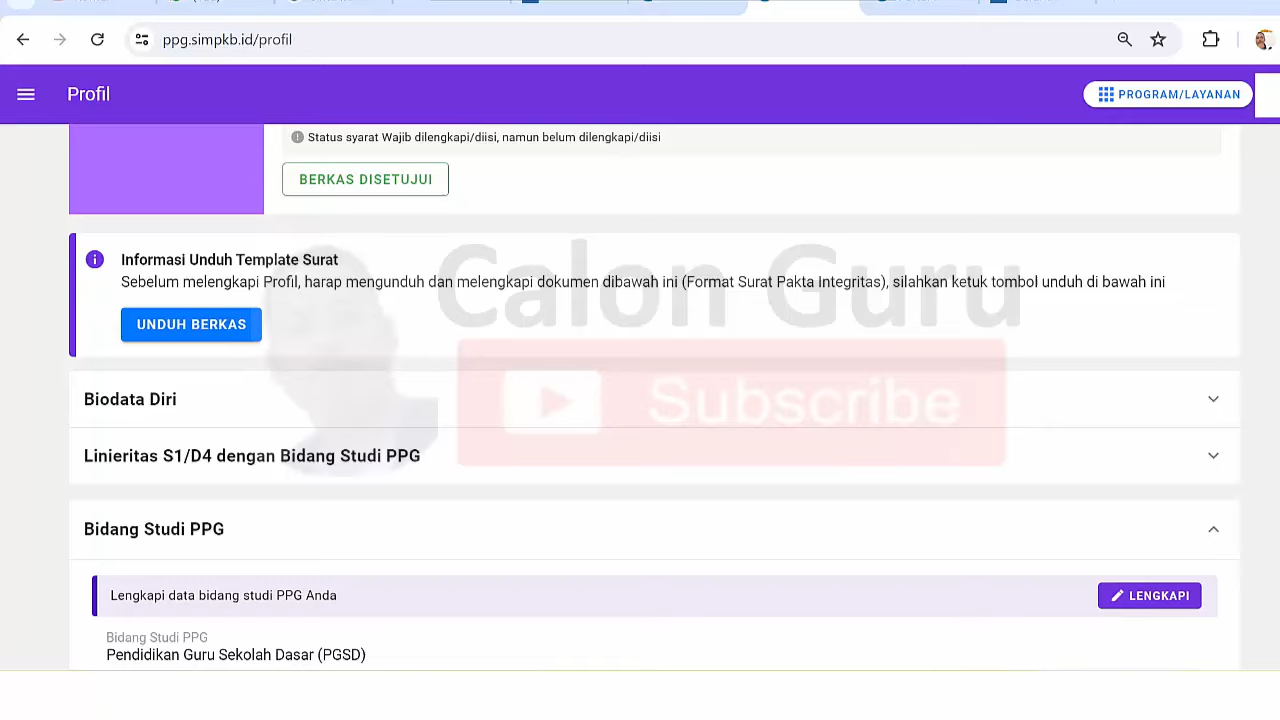 ppg.simpkb.id/profil
Profil
PROGRAM/LAYANAN
Status syarat Wajib dilengkapi/diisi, namun belum dilengkapi/diisi
BERKAS DISETUJUI
Informasi Unduh Template Surat
Sebelum melengkapi Profil, harap mengunduh dan melengkapi dokumen dibawah ini (Format Surat Pakta Integritas), silahkan ketuk tombol unduh di bawah ini
Calon Guru
UNDUH BERKAS
Subscribe
Biodata Diri
Linieritas S1/D4 dengan Bidang Studi PPG
Bidang Studi PPG
Lengkapi data bidang studi PPG Anda
LENGKAPI
Bidang Studi PPG
Pendidikan Guru Sekolah Dasar (PGSD)